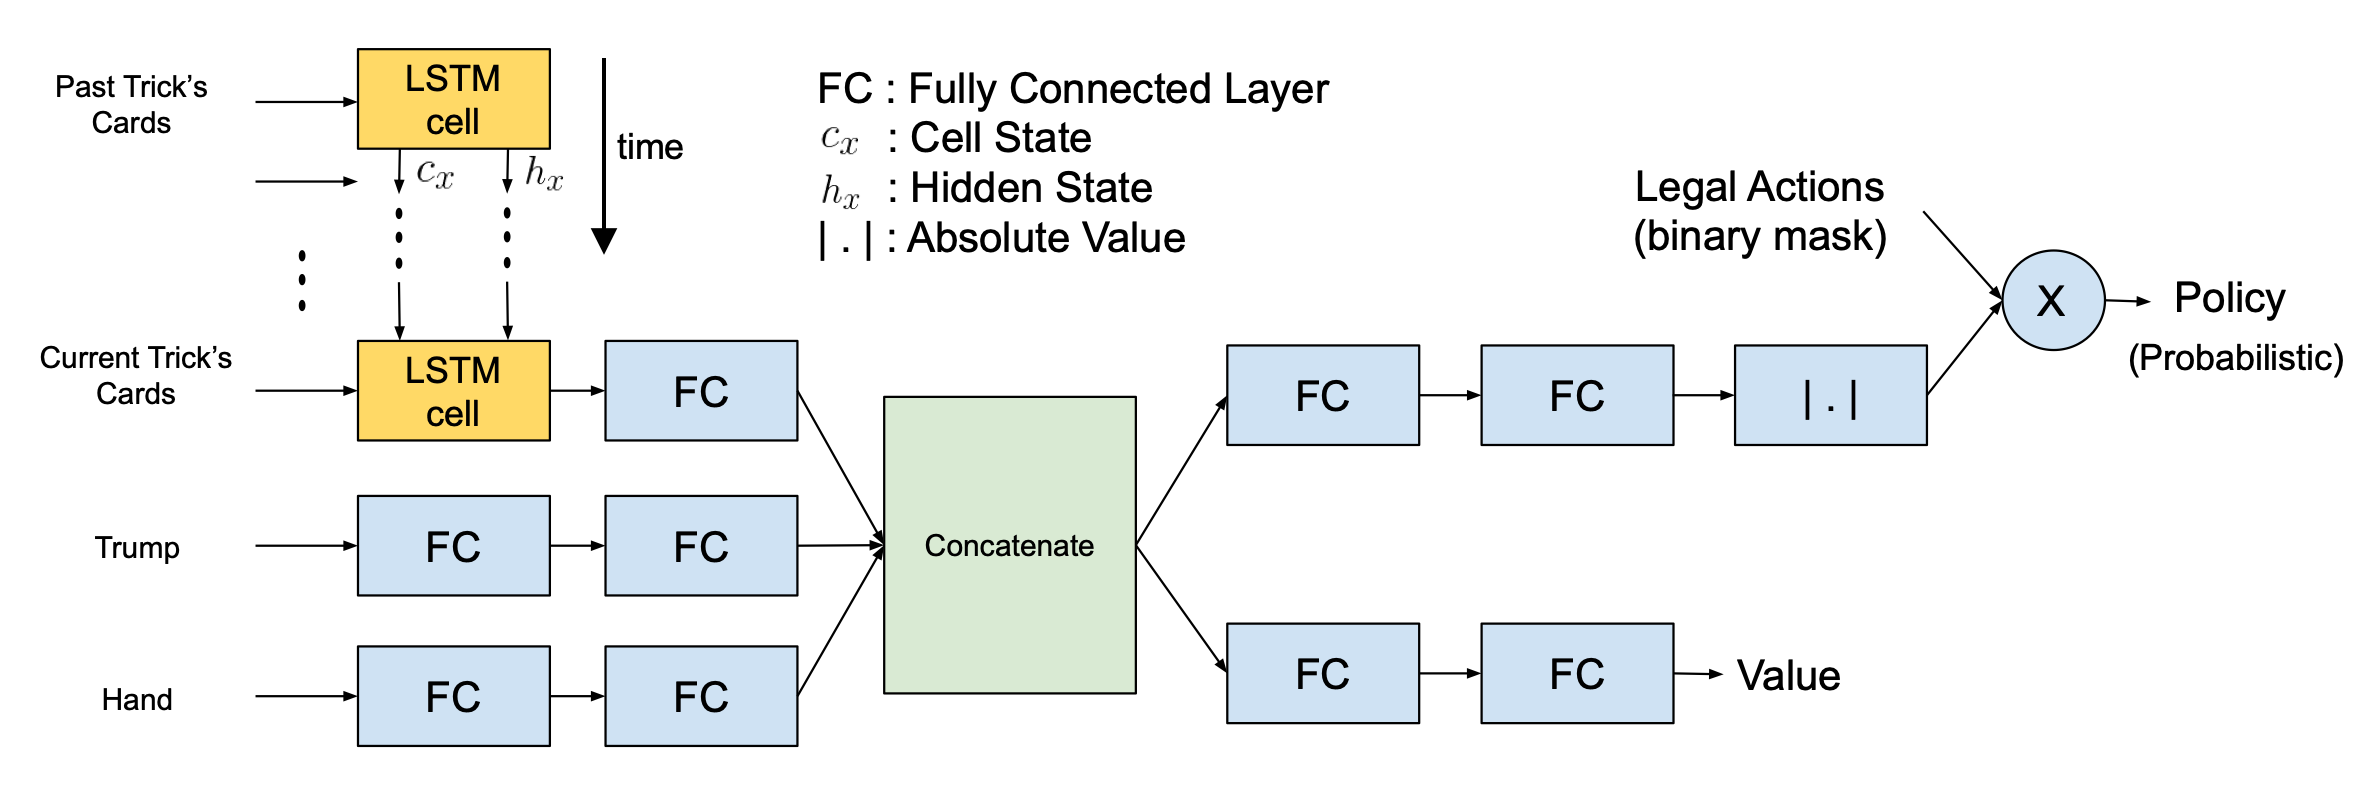 Past Trick's
Cards
LSTM
cell
c_x
h_x
time
FC : Fully Connected Layer
c_x : Cell State
h_x : Hidden State
| . | : Absolute Value
Legal Actions
(binary mask)
X
Policy
(Probabilistic)
Current Trick's
Cards
LSTM
cell
FC
FC
FC
| . |
Trump
FC
FC
Concatenate
Hand
FC
FC
FC
FC
Value